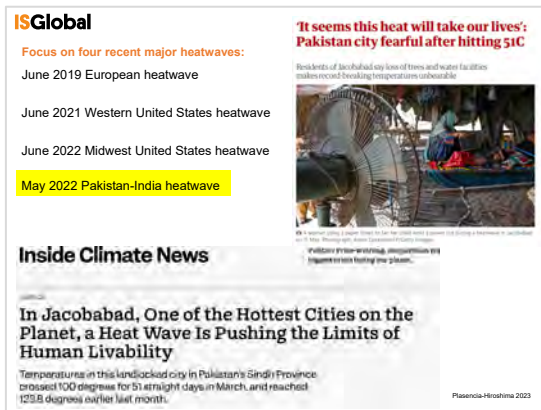 ISGlobal
Focus on four recent major heatwaves:
June 2019 European heatwave
June 2021 Western United States heatwave
June 2022 Midwest United States heatwave
May 2022 Pakistan-India heatwave
'It seems this heat will take our lives':
Pakistan city fearful after hitting 51C
Residents of Jacobabad say loss of trees and water facilities
makes record-breaking temperatures unbearable
Inside Climate News
In Jacobabad, One of the Hottest Cities on the
Planet, a Heat Wave Is Pushing the Limits of
Human Livability
Temperatures in this landlocked city in Pakistan's Sindh Province
crossed 100 degrees for 51 straight days in March, and reached
123.8 degrees earlier last month.
Plasencia-Hiroshima 2023